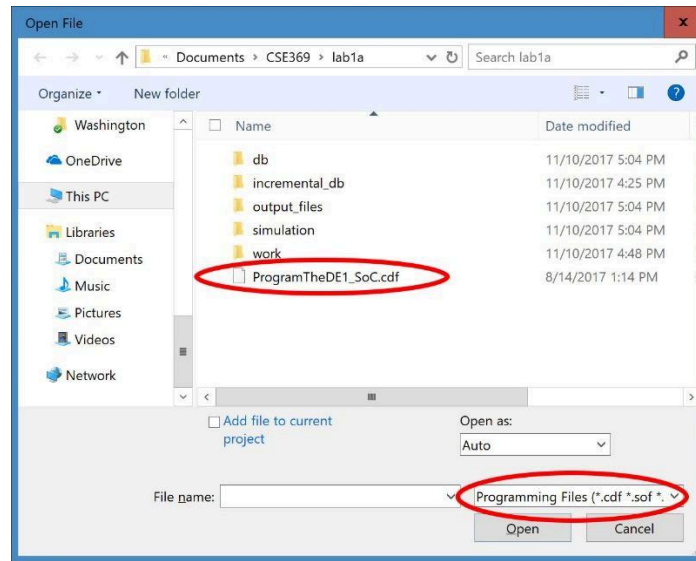 Open File
x
« Documents > CSE369 > lab1a
Search lab1a
Organize
New folder
?
Washington
OneDrive
This PC
Libraries
Documents
Music
Pictures
Videos
Network
Name Date modified
db 11/10/2017 5:04 PM
incremental_db 11/10/2017 4:25 PM
output_files 11/10/2017 5:04 PM
simulation 11/10/2017 5:04 PM
work 11/10/2017 4:48 PM
ProgramTheDE1_SoC.cdf 8/14/2017 1:14 PM
Add file to current
project
Open as:
Auto
File name:
Programming Files (*.cdf *.sof *.
Open Cancel